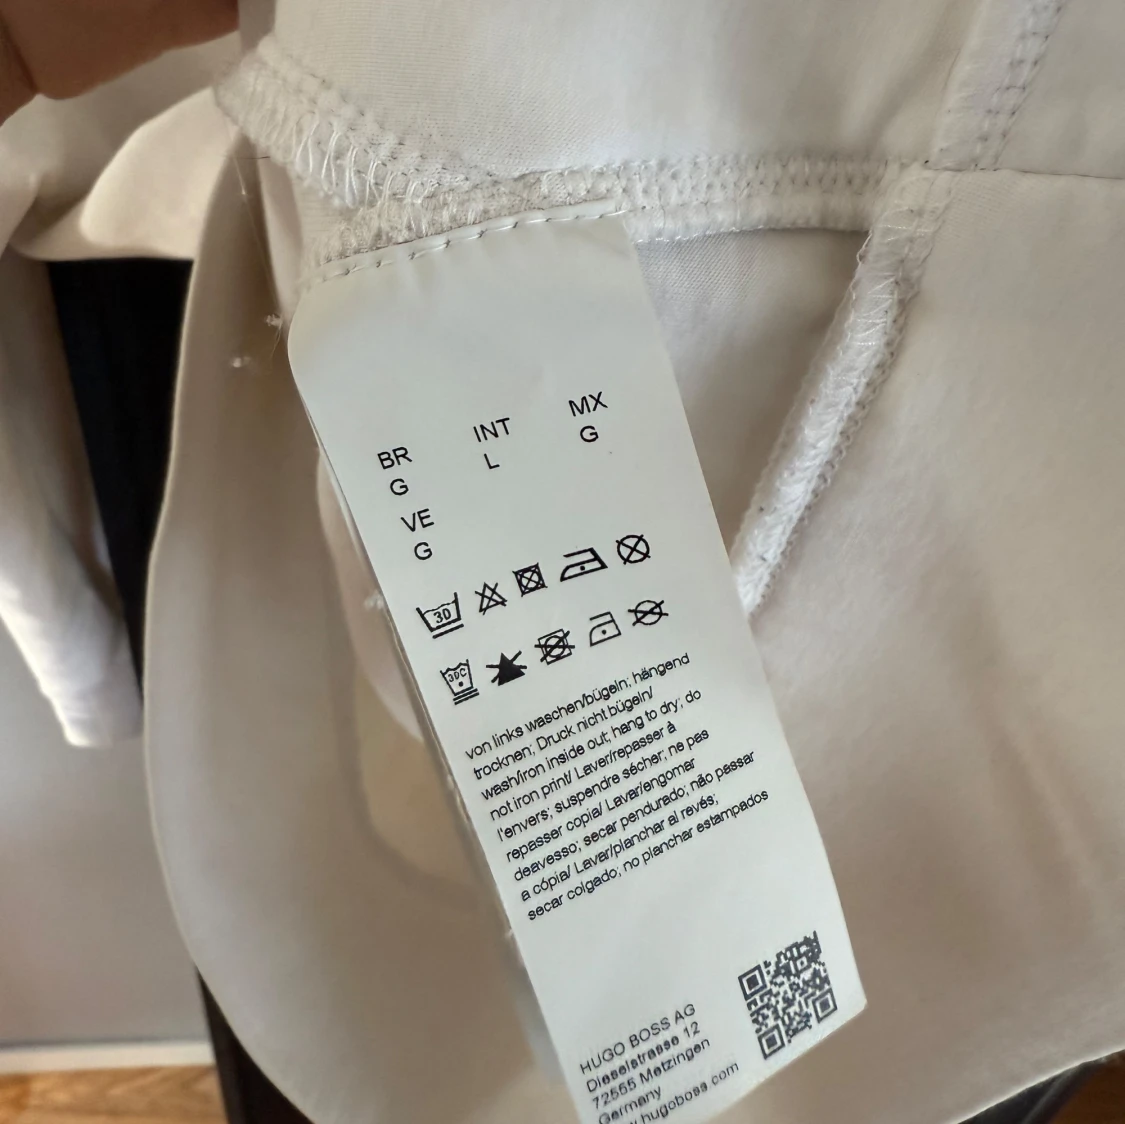 BR INT MX
G L G
VE
G
30
30C
von links waschen/bügeln; hängend
trocknen; Druck nicht bügeln/
wash/iron inside out; hang to dry; do
not iron print/ Laver/repasser à
l'envers; suspendre sécher; ne pas
repasser copia/ Lavar/engomar
deavesso; secar pendurado; não passar
a cópia/ Lavar/planchar al revés;
secar colgado; no planchar estampados
HUGO BOSS AG
Dieselstrasse 12
72555 Metzingen
Germany
hugoboss.com